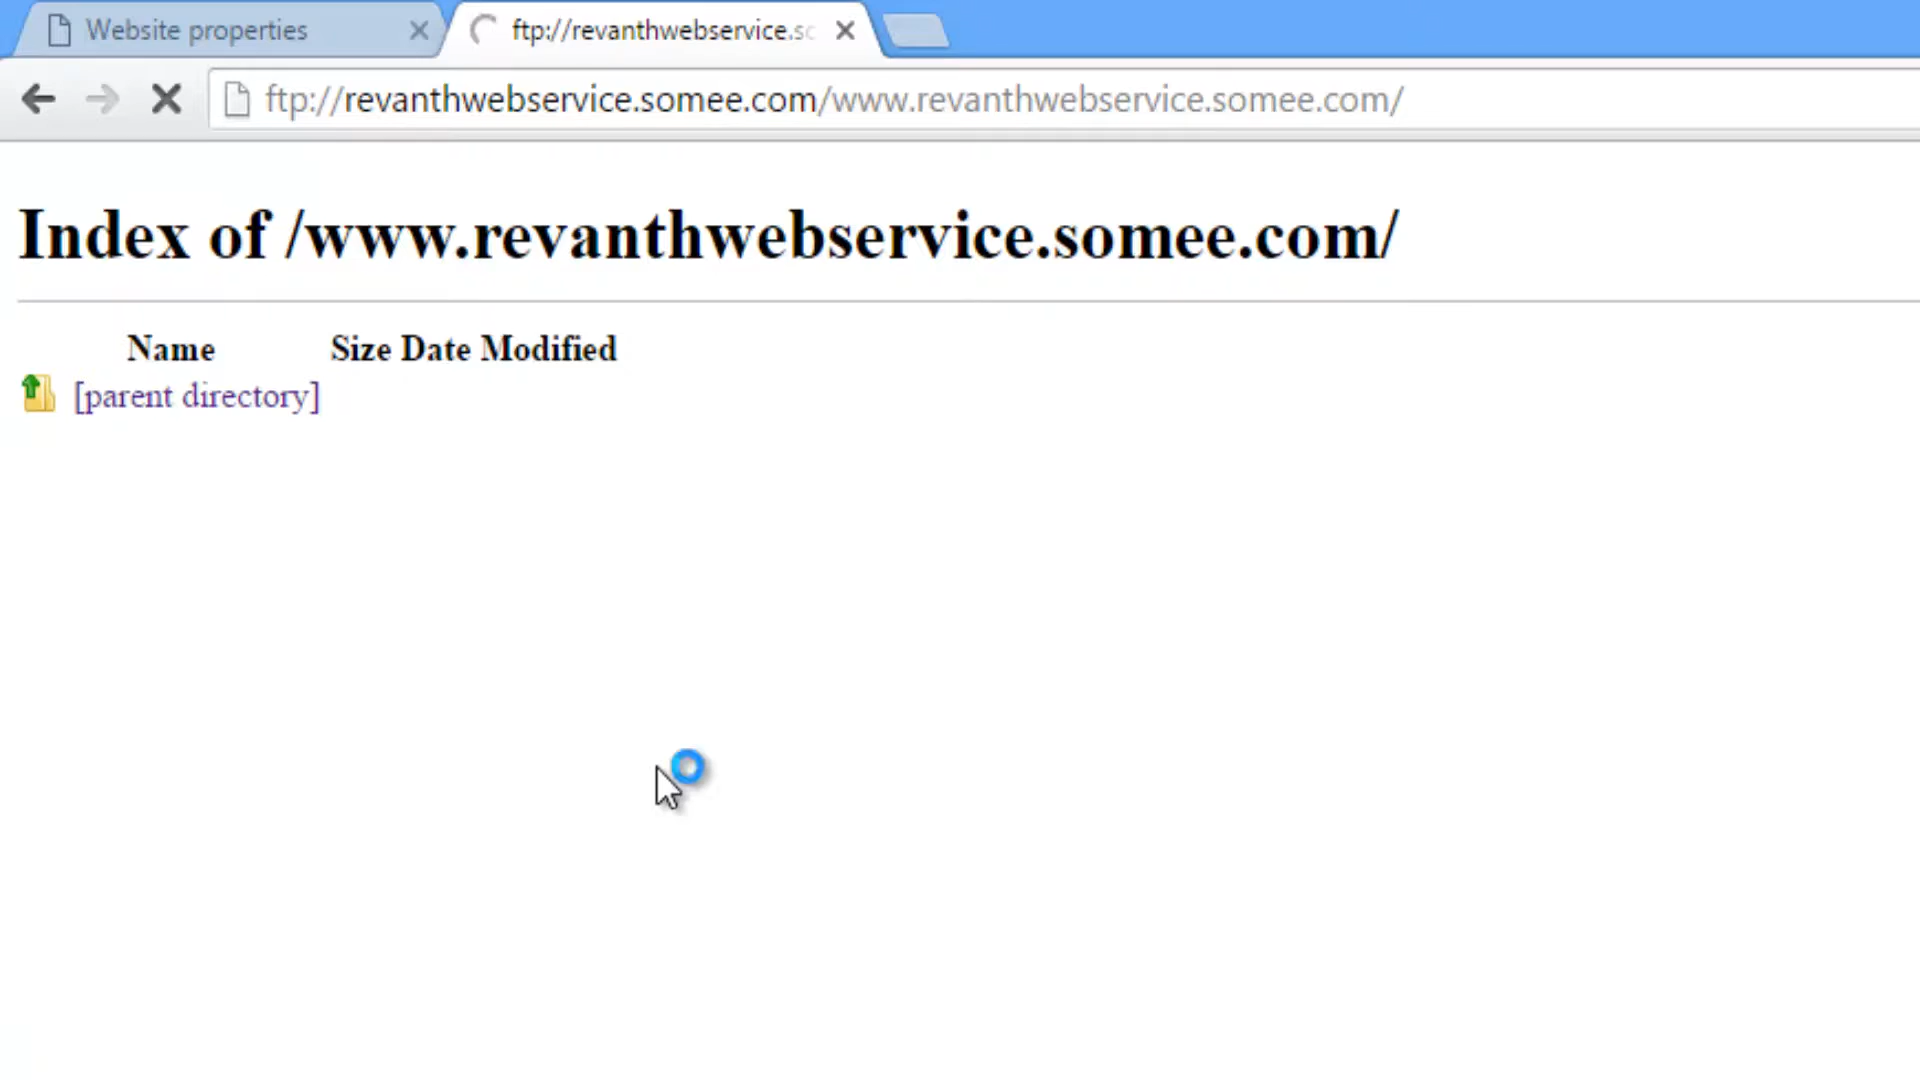 Website properties
ftp://revanthwebservice.sc
ftp://revanthwebservice.somee.com/www.revanthwebservice.somee.com/
Index of /www.revanthwebservice.somee.com/
Name Size Date Modified
[parent directory]